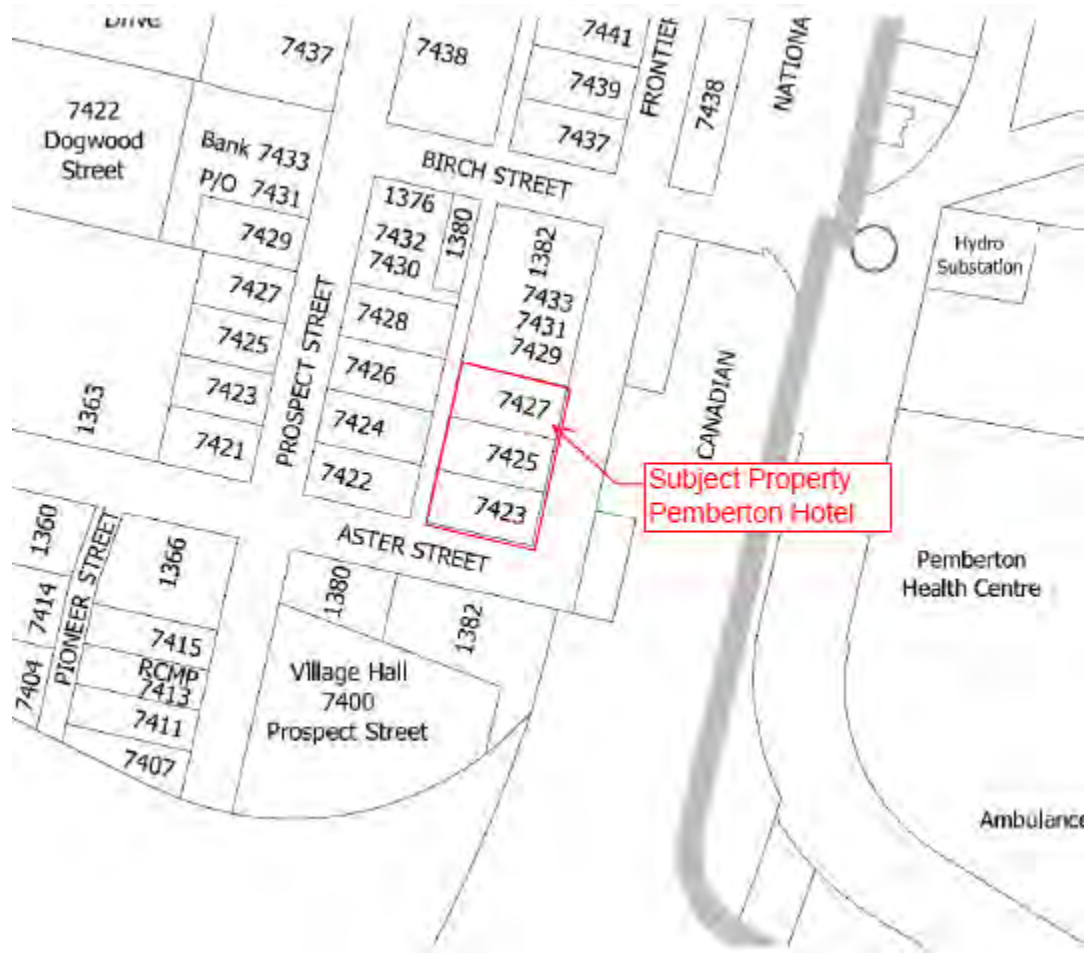 Drive
7437
7438
7441
7439
7437
FRONTIER
7438
NATIONA
7422
Dogwood
Street
Bank 7433
P/O 7431
7429
7427
7425
7423
7421
1363
BIRCH STREET
1376
1380
7432
7430
7428
7426
7424
7422
PROSPECT STREET
1382
7433
7431
7429
7427
7425
7423
Subject Property
Pemberton Hotel
CANADIAN
Hydro
Substation
ASTER STREET
1360
PIONEER STREET
1366
7414
7404
7415
RCMP
7413
7411
7407
1380
1382
Village Hall
7400
Prospect Street
Pemberton
Health Centre
Ambulance